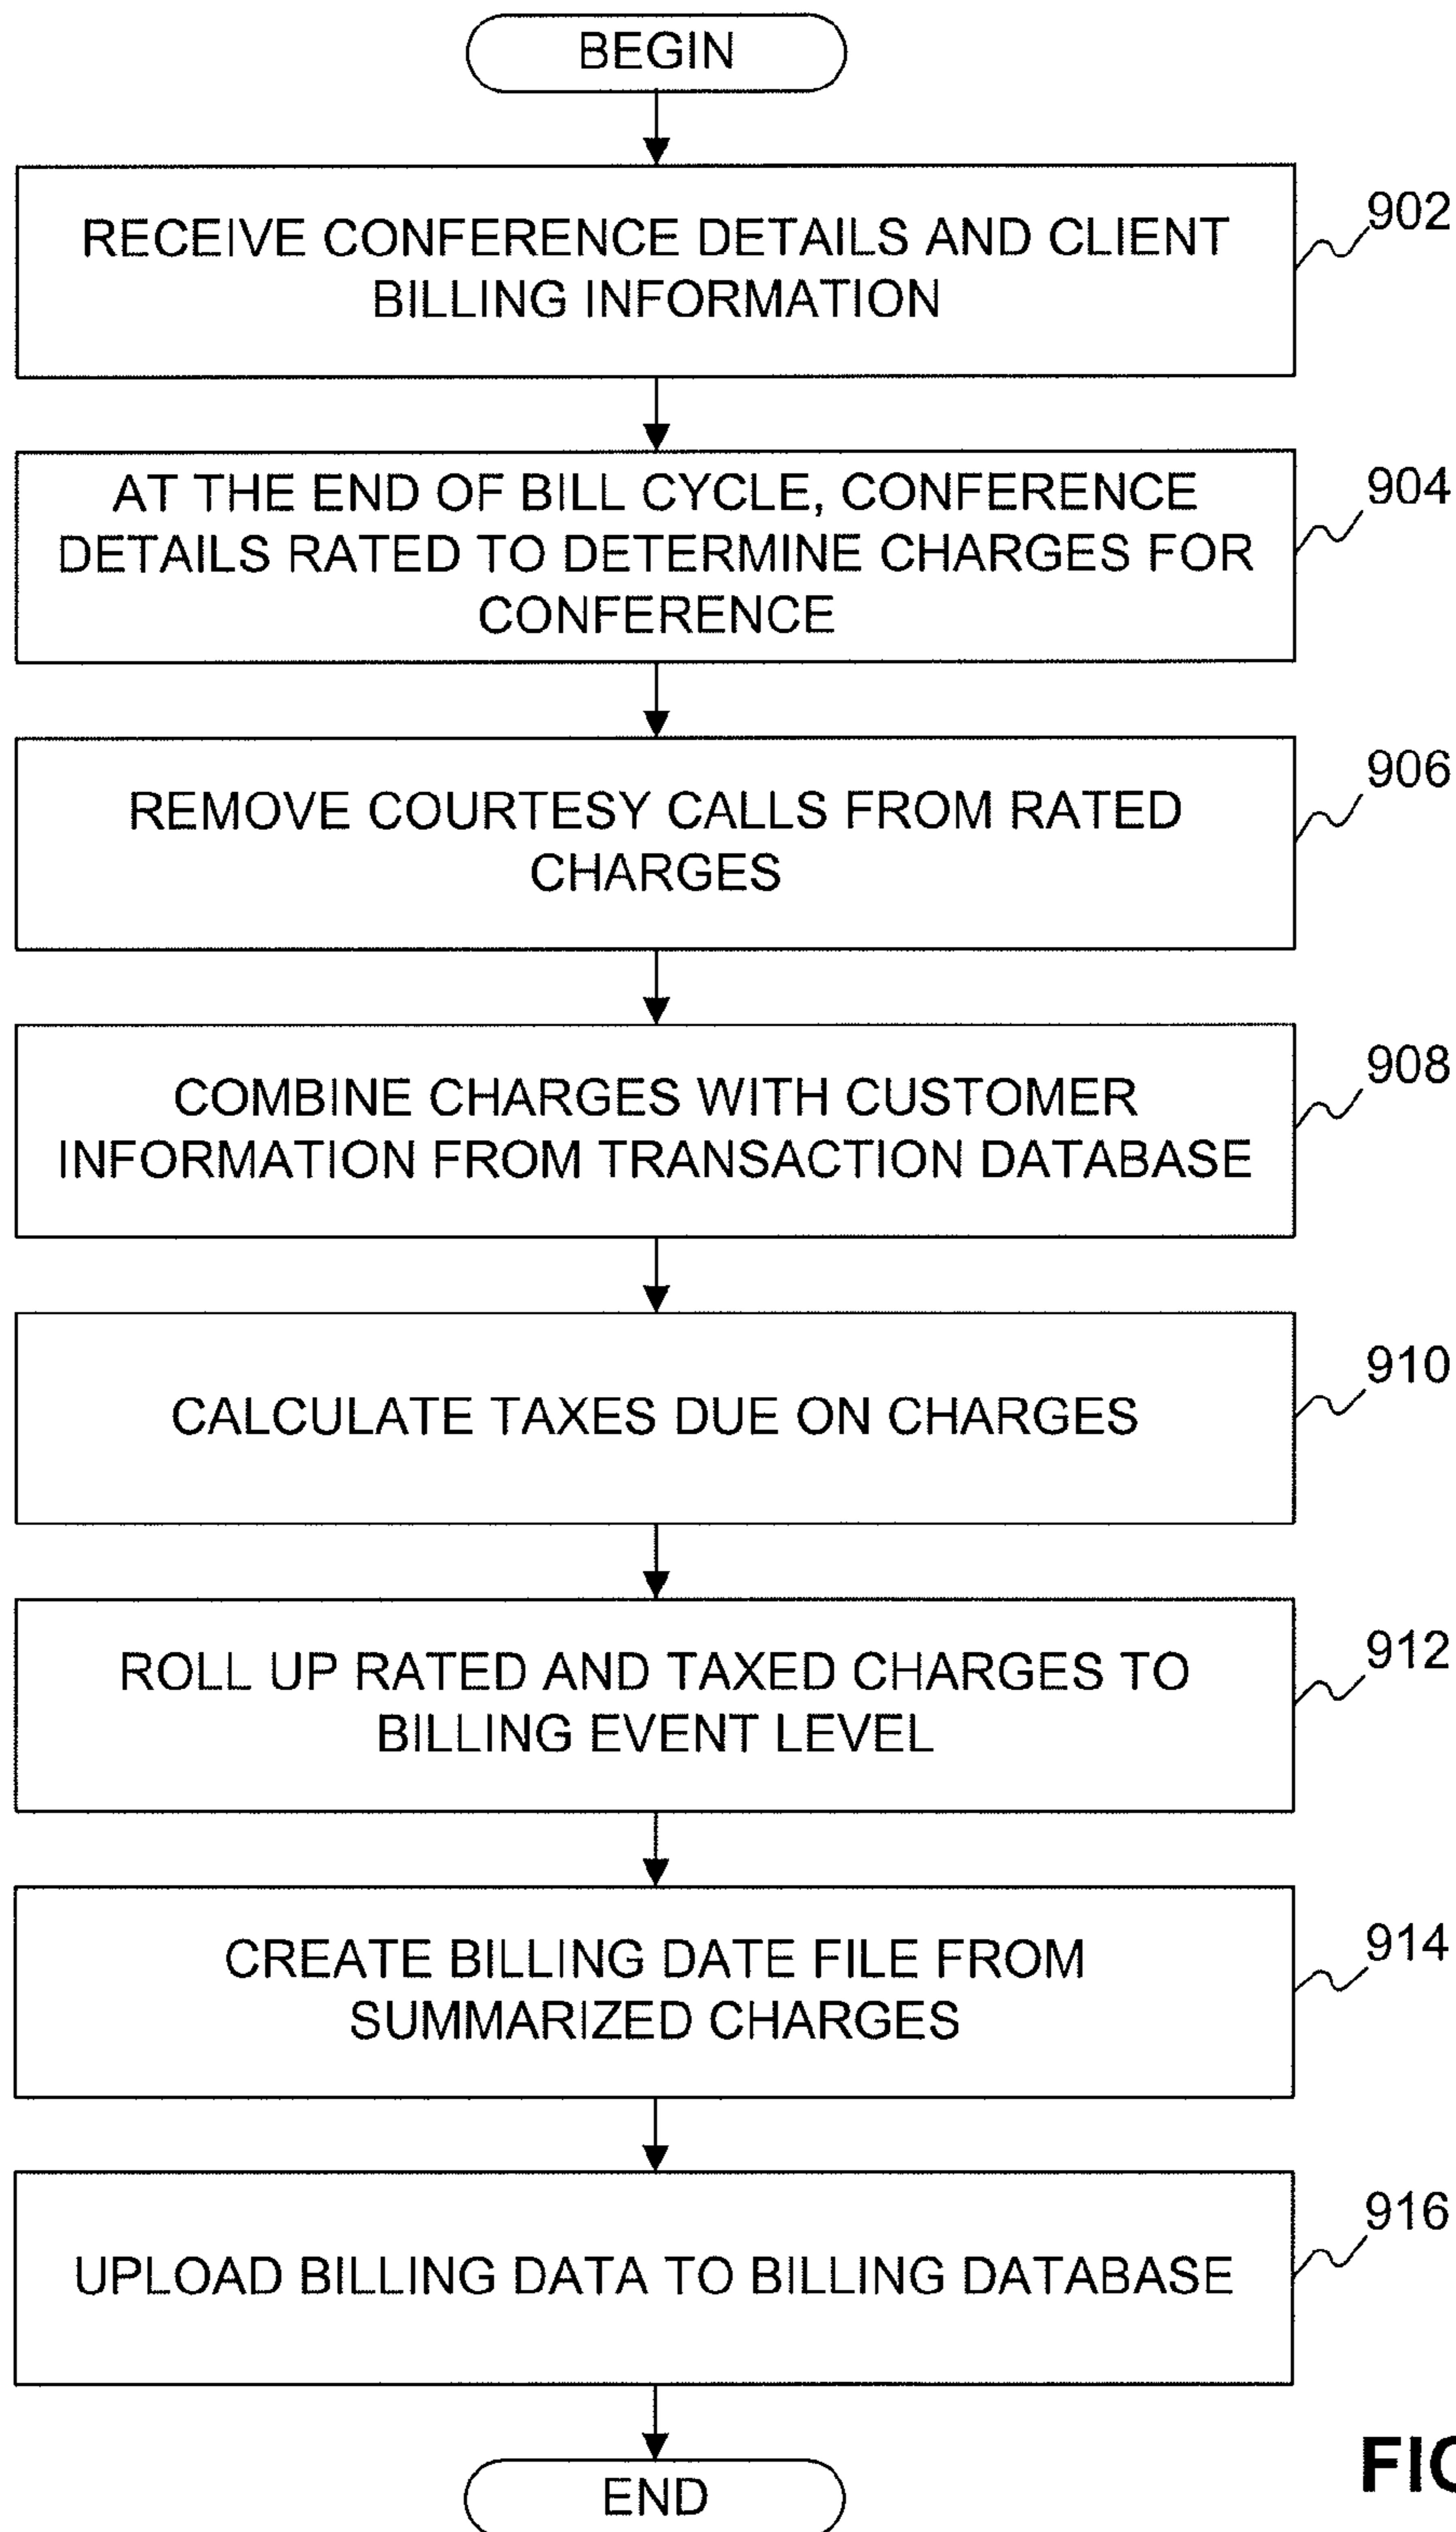 BEGIN
RECEIVE CONFERENCE DETAILS AND CLIENT
BILLING INFORMATION
902
AT THE END OF BILL CYCLE, CONFERENCE
DETAILS RATED TO DETERMINE CHARGES FOR
CONFERENCE
904
REMOVE COURTESY CALLS FROM RATED
CHARGES
906
COMBINE CHARGES WITH CUSTOMER
INFORMATION FROM TRANSACTION DATABASE
908
CALCULATE TAXES DUE ON CHARGES
910
ROLL UP RATED AND TAXED CHARGES TO
BILLING EVENT LEVEL
912
CREATE BILLING DATE FILE FROM
SUMMARIZED CHARGES
914
UPLOAD BILLING DATA TO BILLING DATABASE
916
END